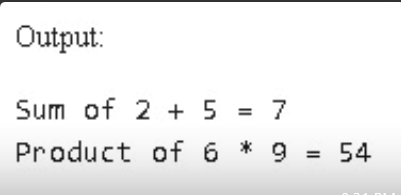 Output:
Sum of 2 + 5 = 7
Product of 6 * 9 = 54